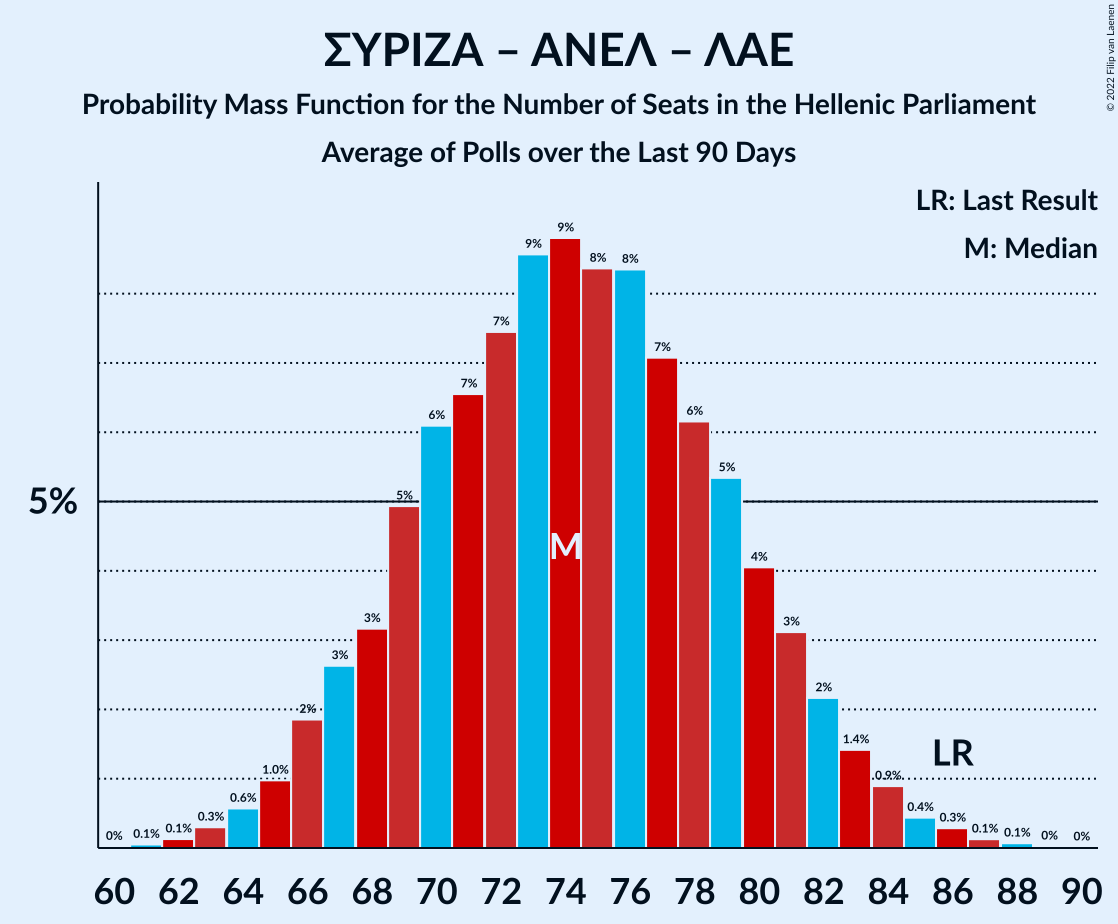 ΣΥΡΙΖΑ – ΑΝΕΛ – ΛΑΕ
Probability Mass Function for the Number of Seats in the Hellenic Parliament
Average of Polls over the Last 90 Days
© 2022 Filip van Laenen
LR: Last Result
M: Median
5%
0% 0.1% 0.1% 0.3% 0.6% 1.0% 2% 3% 3% 5% 6% 7% 7% 9% 9% 8% 8% 7% 6% 5% 4% 3% 2% 1.4% 0.9% 0.4% 0.3% 0.1% 0.1% 0% 0%
M
LR
60 62 64 66 68 70 72 74 76 78 80 82 84 86 88 90